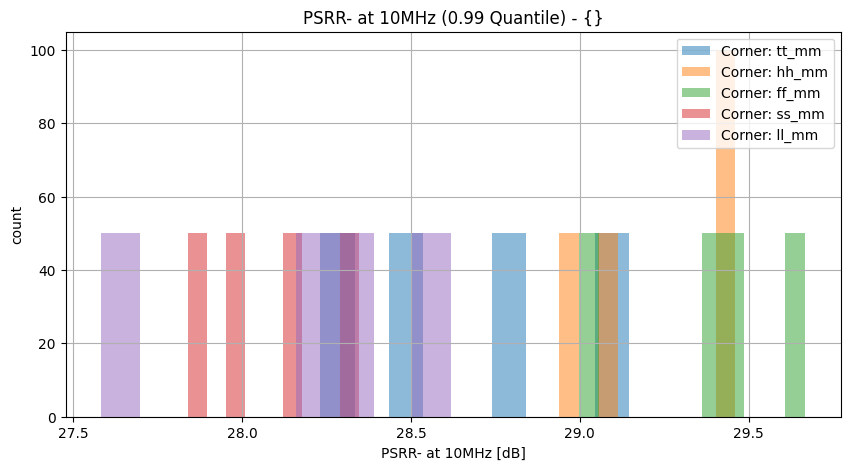 PSRR- at 10MHz (0.99 Quantile) - {}
Corner: tt_mm
Corner: hh_mm
Corner: ff_mm
Corner: ss_mm
Corner: ll_mm
100
80
60
40
20
0
count
27.5 28.0 28.5 29.0 29.5
PSRR- at 10MHz [dB]